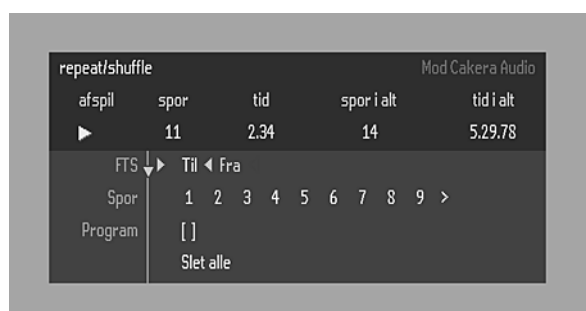 repeat/shuffle Mod Cakera Audio
afspil spor tid spor i alt tid i alt
11 2.34 14 5.29.78
FTS Til Fra
Spor 1 2 3 4 5 6 7 8 9 >
Program [ ]
Slet alle